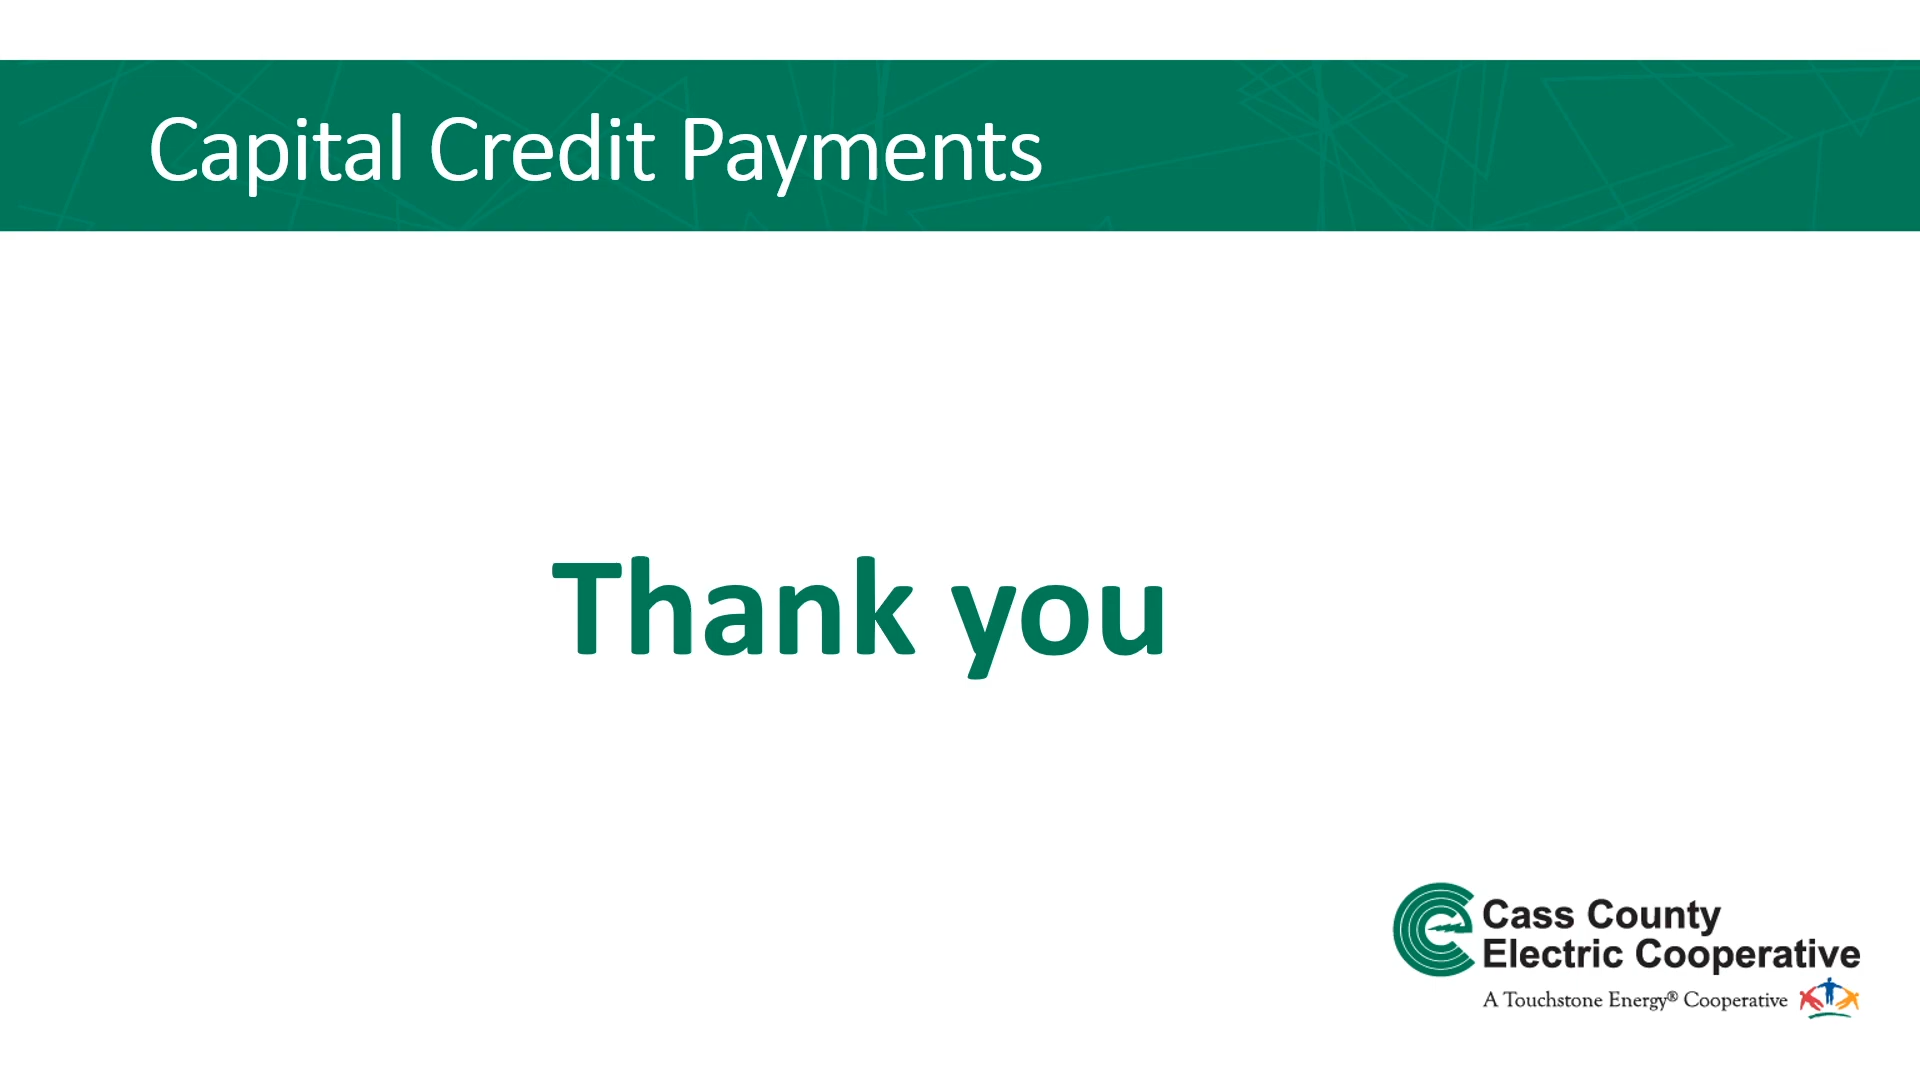 Capital Credit Payments
Thank you
Cass County
Electric Cooperative
A Touchstone Energy® Cooperative